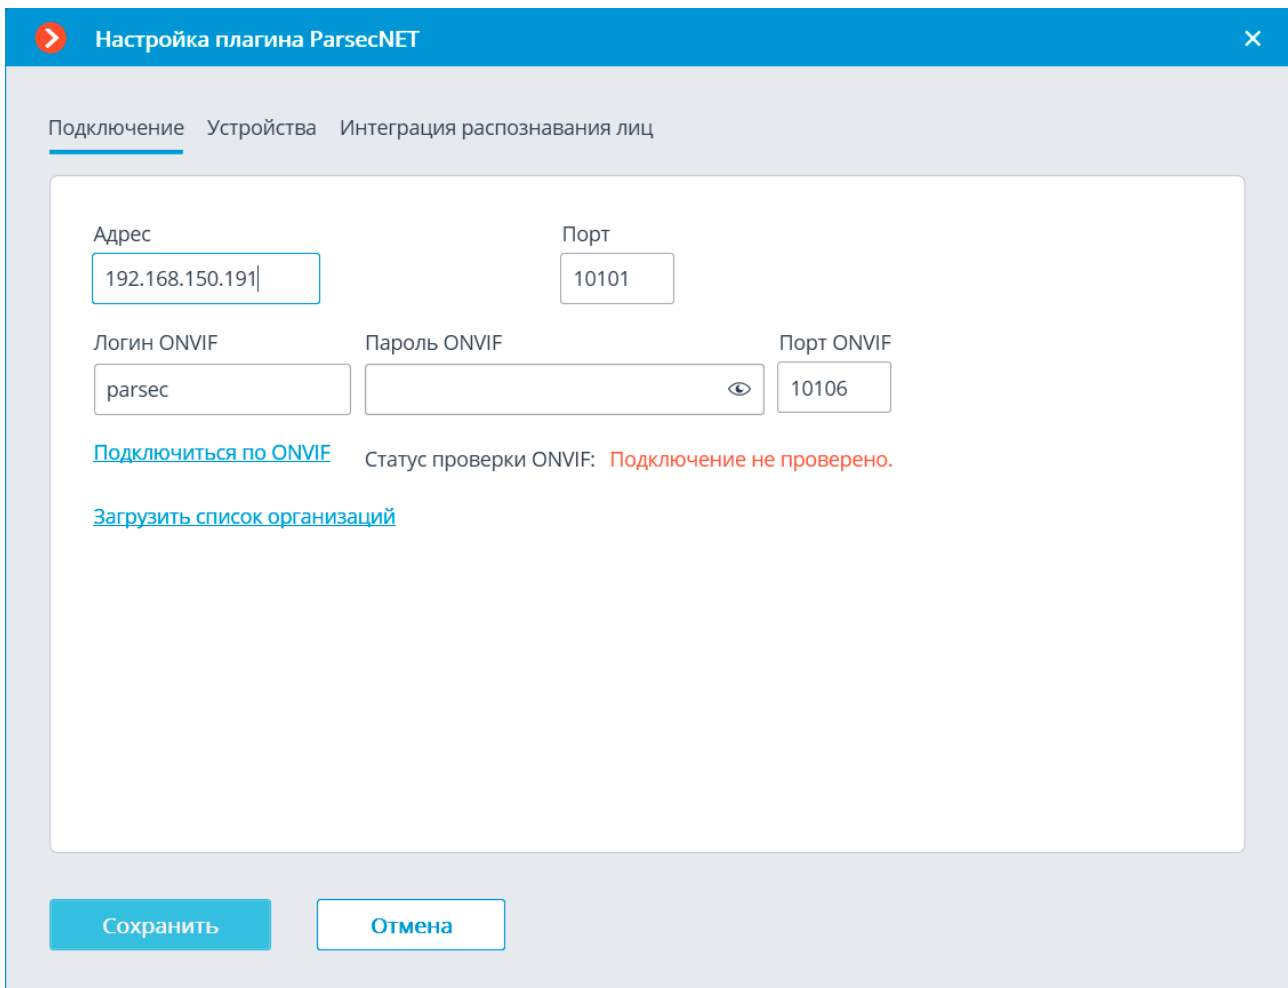 Настройка плагина ParsecNET
Подключение Устройства Интеграция распознавания лиц
Адрес Порт
192.168.150.191 10101
Логин ONVIF Пароль ONVIF Порт ONVIF
parsec 10106
Подключиться по ONVIF Статус проверки ONVIF: Подключение не проверено.
Загрузить список организаций
Сохранить Отмена